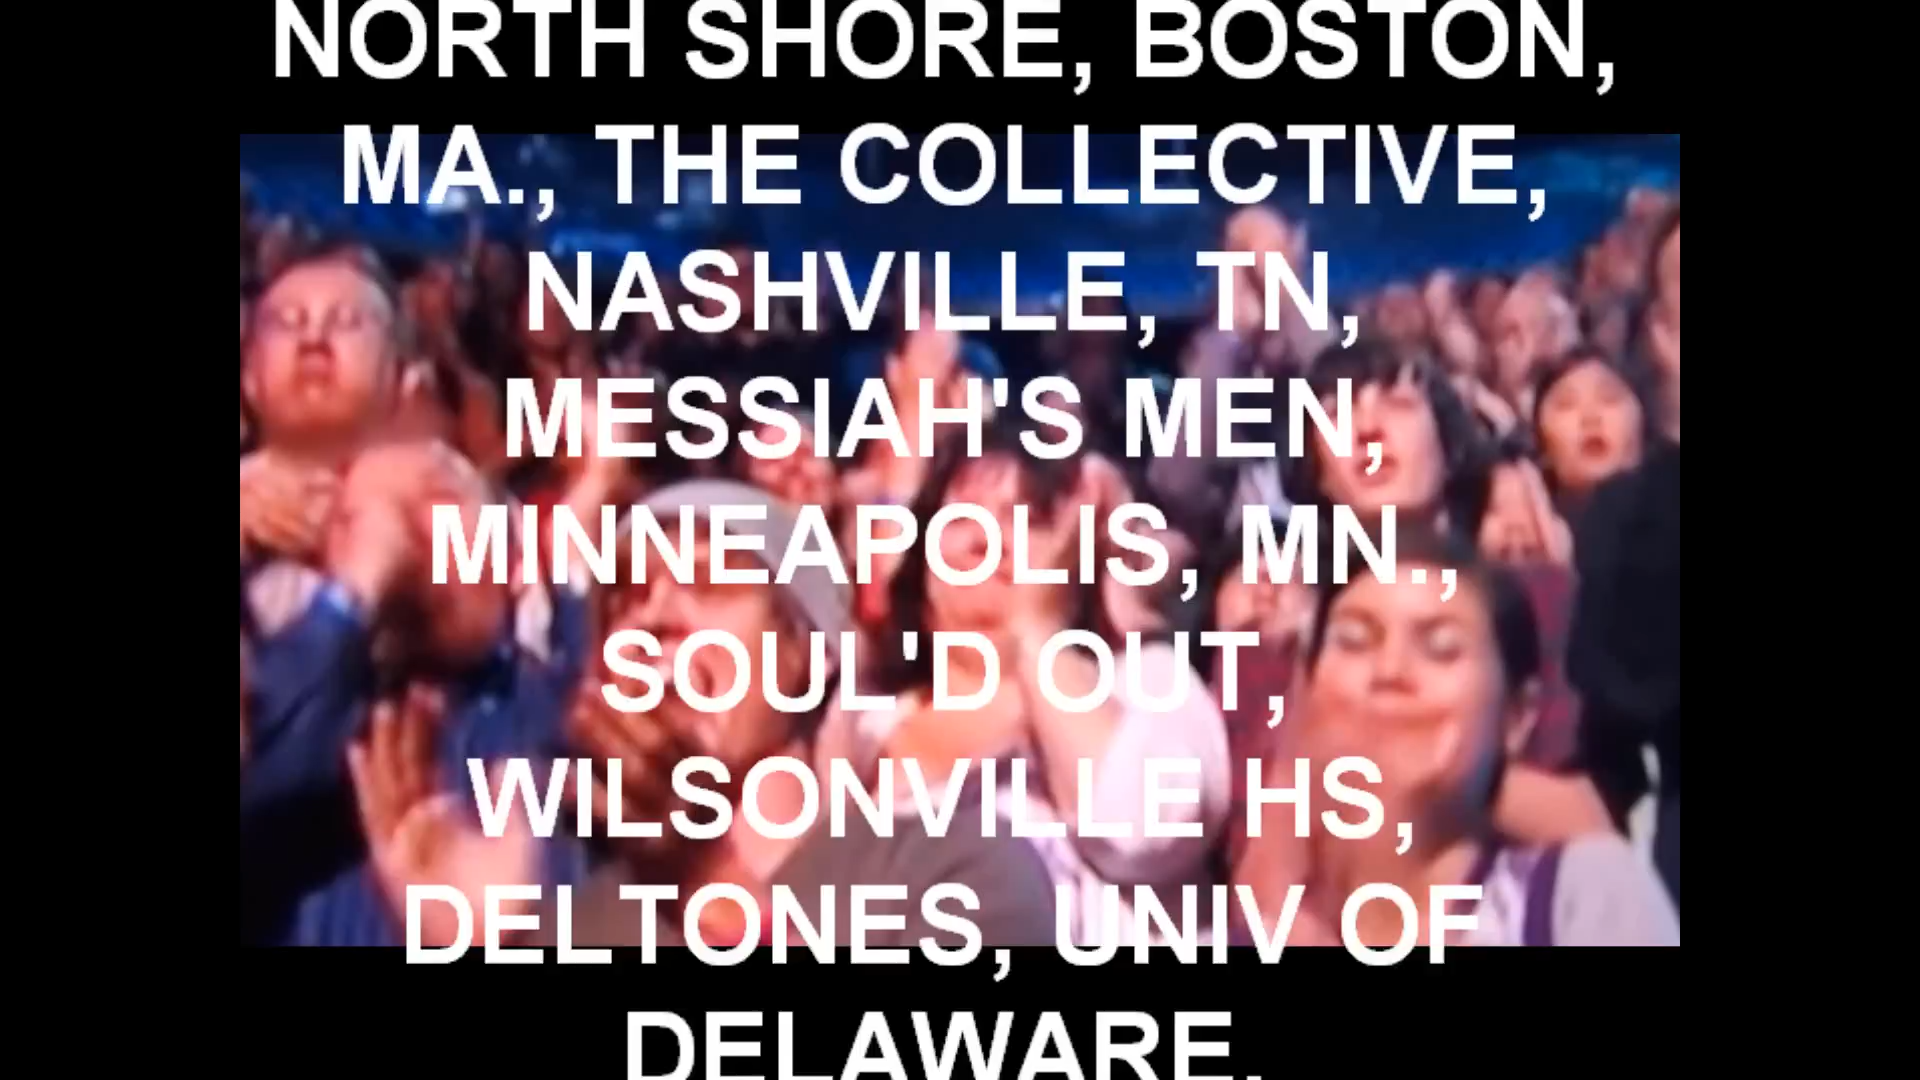 NORTH SHORE, BOSTON,
MA., THE COLLECTIVE,
NASHVILLE, TN,
MESSIAH'S MEN,
MINNEAPOLIS, MN.,
SOUL'D OUT,
WILSONVILLE HS,
DELTONES, UNIV OF
DELAWARE,